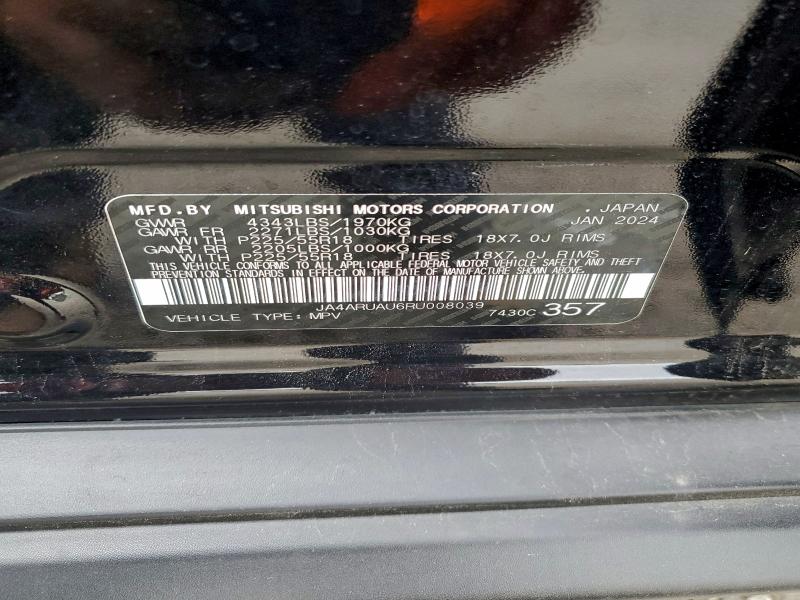 MFD. BY MITSUBISHI MOTORS CORPORATION . JAPAN
GVWR 4343LBS/1970KG JAN 2024
GAWR FR 2271LBS/1030KG
WITH P225/55R18 TIRES 18X7.0J RIMS
GAWR RR 2205LBS/1000KG
WITH P225/55R18 TIRES 18X7.0J RIMS
THIS VEHICLE CONFORMS TO ALL APPLICABLE FEDERAL MOTOR VEHICLE SAFETY AND THEFT
PREVENTION STANDARDS IN EFFECT ON THE DATE OF MANUFACTURE SHOWN ABOVE.
JA4ARUAU6RU008039
VEHICLE TYPE: MPV 7430C 357